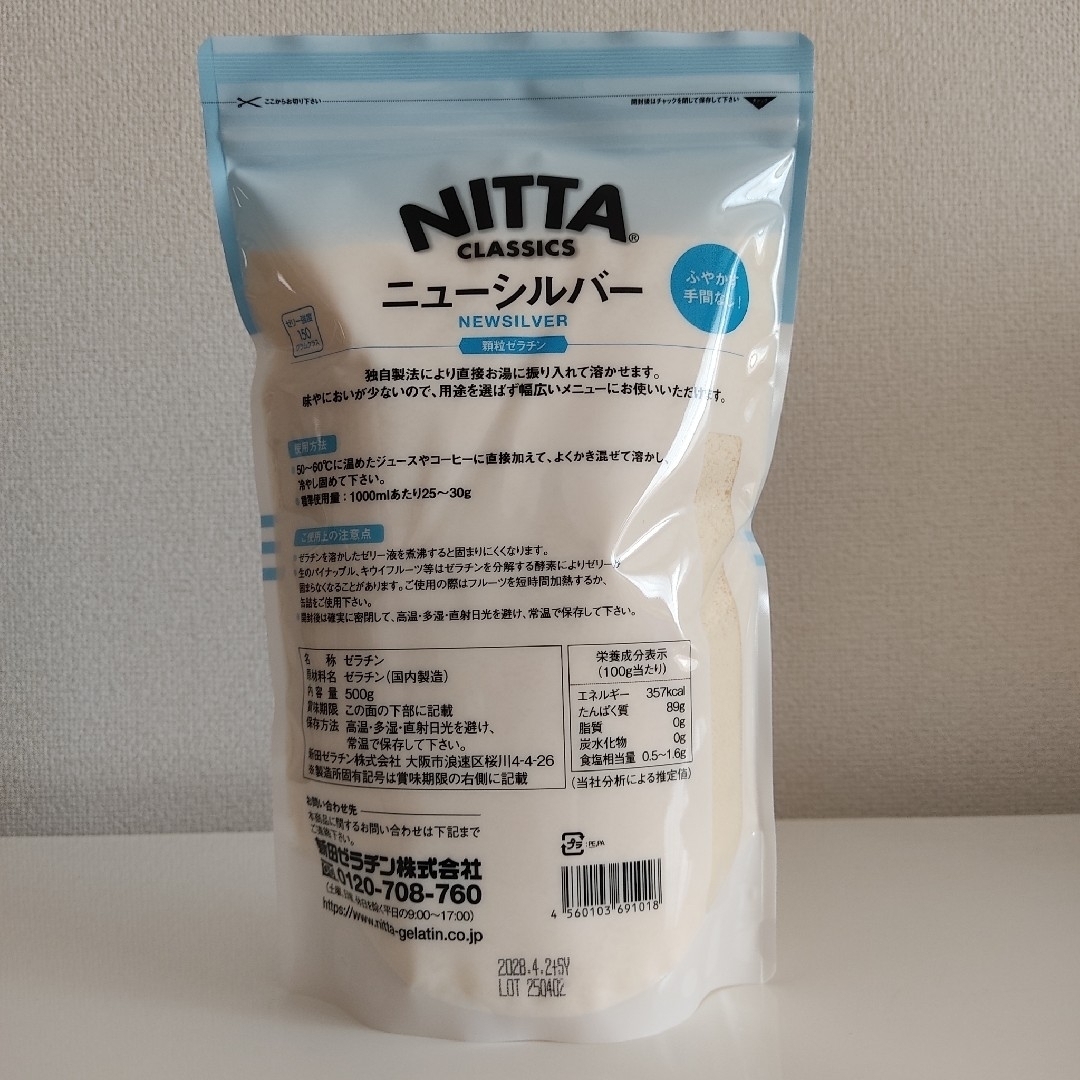 ここからお切り下さい
開封後はチャックを閉じて保存して下さい
NITTA®
CLASSICS
ニューシルバー
NEWSILVER
顆粒ゼラチン
ふやかす
手間なし!
ゼリー強度
150
独自製法により直接お湯に振り入れて溶かせます。
味やにおいが少ないので、用途を選ばず幅広いメニューにお使いいただけます。
使用方法
50〜60℃に温めたジュースやコーヒーに直接加えて、よくかき混ぜて溶かし、
冷やし固めて下さい。
標準使用量：1000mlあたり25〜30g
ご使用上の注意点
ゼラチンを溶かしたゼリー液を煮沸すると固まりにくくなります。
生のパイナップル、キウイフルーツ等はゼラチンを分解する酵素によりゼリーが
固まらなくなることがあります。ご使用の際はフルーツを短時間加熱するか、
缶詰をご使用下さい。
開封後は確実に密閉して、高温・多湿・直射日光を避け、常温で保存して下さい。
名 称 ゼラチン
原材料名 ゼラチン(国内製造)
内容量 500g
賞味期限 この面の下部に記載
保存方法 高温・多湿・直射日光を避け、
常温で保存して下さい。
新田ゼラチン株式会社 大阪市浪速区桜川4-4-26
※製造所固有記号は賞味期限の右側に記載
栄養成分表示
(100g当たり)
エネルギー 357kcal
たんぱく質 89g
脂質 0g
炭水化物 0g
食塩相当量 0.5〜1.6g
(当社分析による推定値)
お問い合わせ先
本商品に関するお問い合わせは下記まで
ご連絡下さい。
新田ゼラチン株式会社
0120-708-760
(土曜、日曜、祝日を除く平日の9:00〜17:00)
https://www.nitta-gelatin.co.jp
プラ :PE,PA
4 560103 691018
2028.4.2+SY
LOT 250402